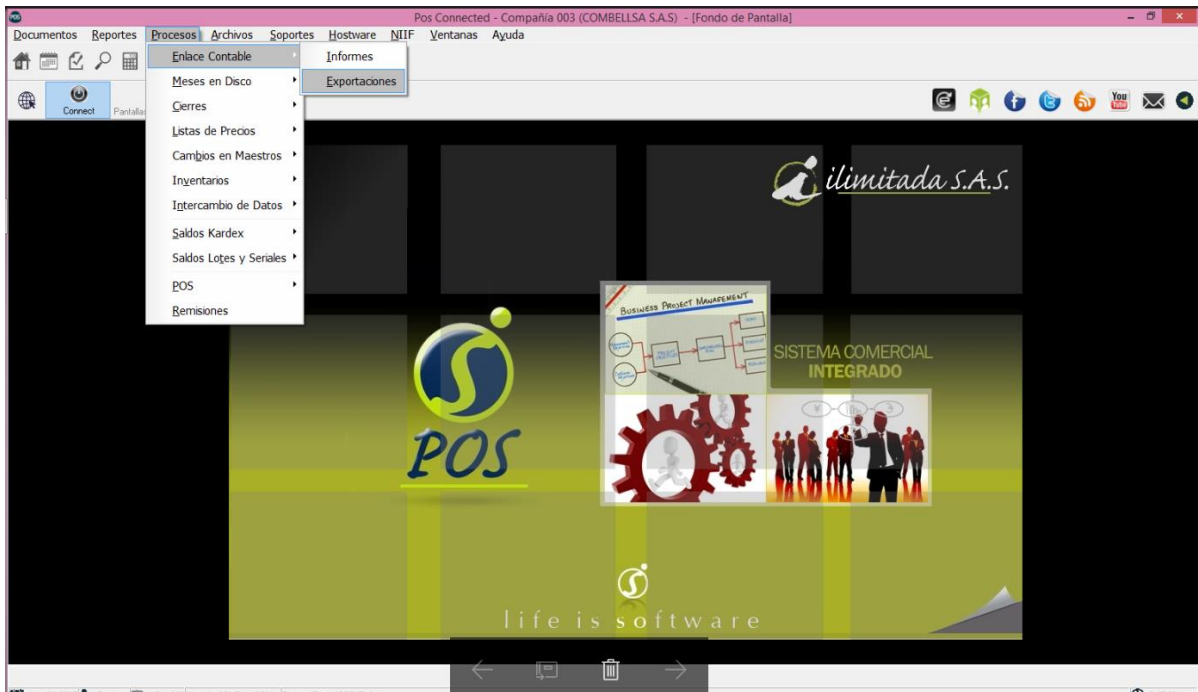 Pos Connected - Compañía 003 (COMBELLSA S.A.S) - [Fondo de Pantalla]
Documentos Reportes Procesos Archivos Soportes Hostware NIIF Ventanas Ayuda
Enlace Contable
Informes
Exportaciones
Meses en Disco
Cierres
Listas de Precios
Cambios en Maestros
Inventarios
Intercambio de Datos
Saldos Kardex
Saldos Lotes y Seriales
POS
Remisiones
Connect
You
ilimitada S.A.S.
BUSINESS PROJECT MANAGEMENT
SISTEMA COMERCIAL
INTEGRADO
POS
life is software